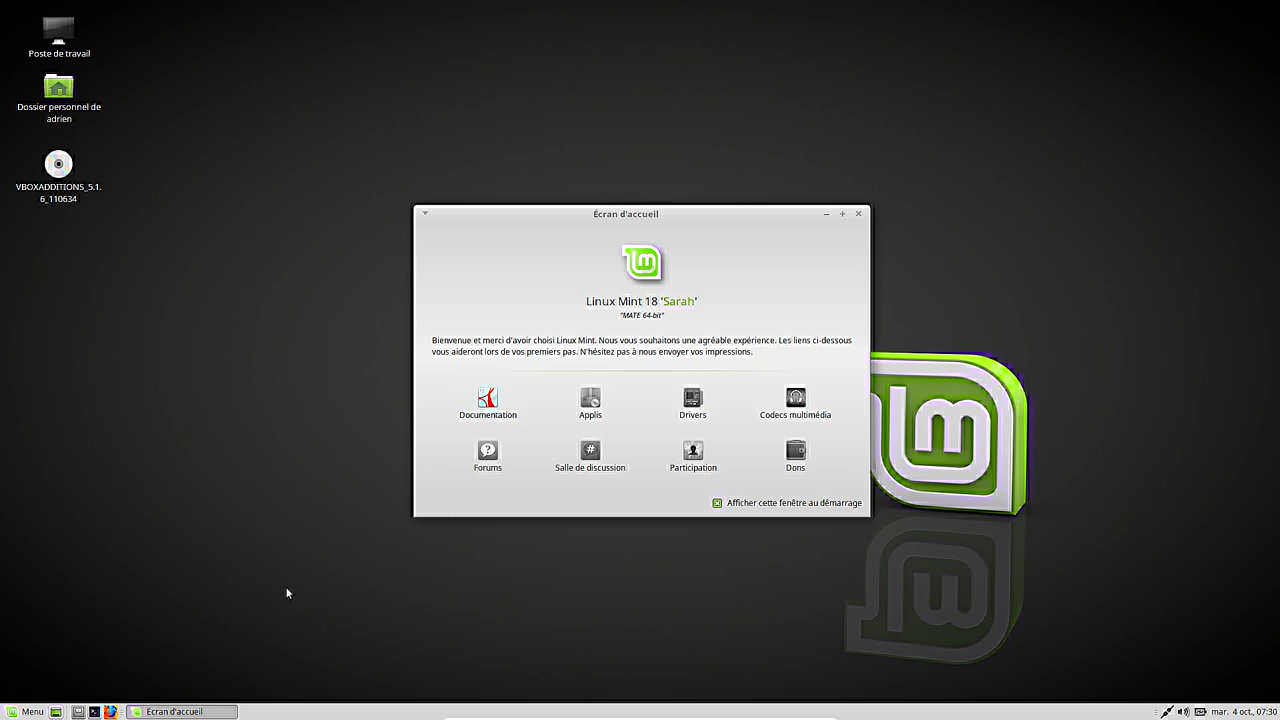 Poste de travail
Dossier personnel de
adrien
VBOXADDITIONS_5.1.
6_110634
Écran d'accueil
Linux Mint 18 'Sarah'
"MATE 64-bit"
Bienvenue et merci d'avoir choisi Linux Mint. Nous vous souhaitons une agréable expérience. Les liens ci-dessous
vous aideront lors de vos premiers pas. N'hésitez pas à nous envoyer vos impressions.
Documentation
Applis
Drivers
Codecs multimédia
Forums
Salle de discussion
Participation
Dons
Afficher cette fenêtre au démarrage
Menu
Écran d'accueil
mar. 4 oct., 07:30